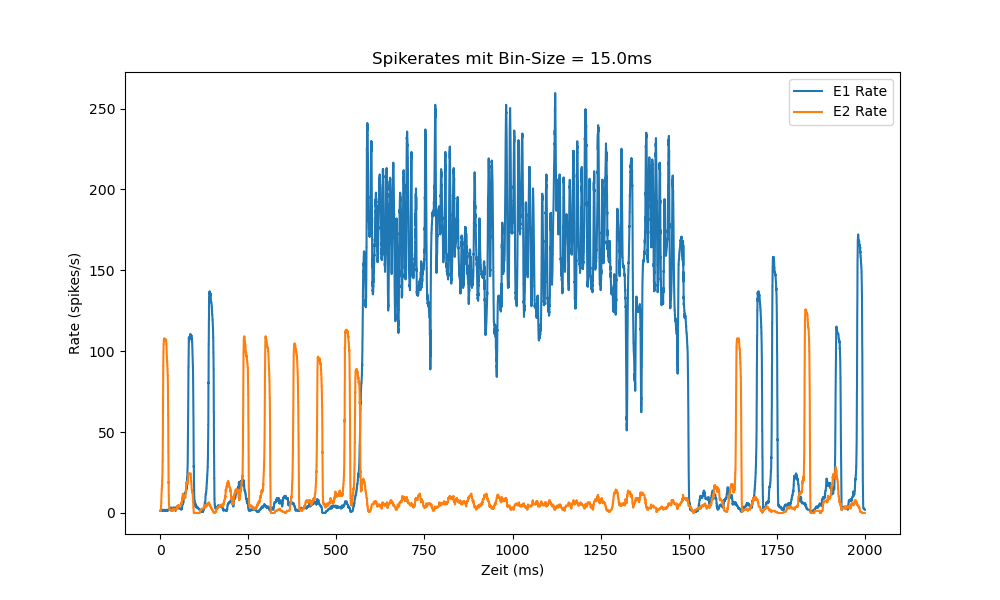 Spikerates mit Bin-Size = 15.0ms
E1 Rate
E2 Rate
250
200
150
100
50
0
Rate (spikes/s)
0 250 500 750 1000 1250 1500 1750 2000
Zeit (ms)